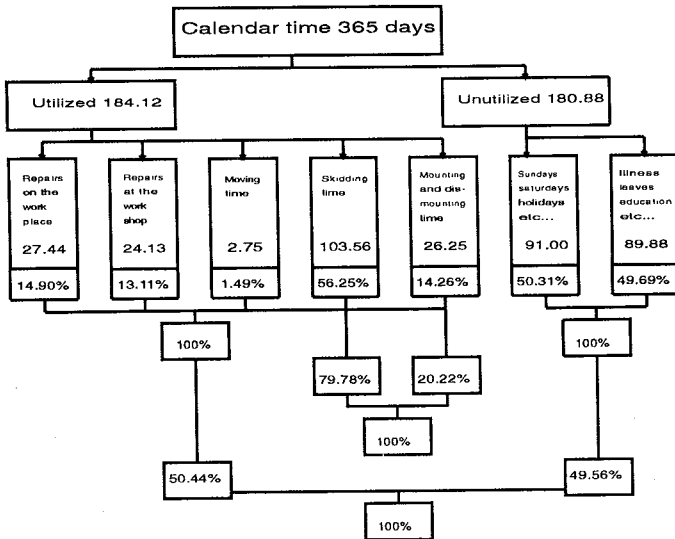 Calendar time 365 days
Utilized 184.12
Unutilized 180.88
Repairs
on the
work
place
27.44
14.90%
Repairs
at the
work
shop
24.13
13.11%
Moving
time
2.75
1.49%
Skidding
time
103.56
56.25%
Mounting
and dis-
mounting
time
26.25
14.26%
Sundays
saturdays
holidays
etc...
91.00
50.31%
Illness
leaves
education
etc...
89.88
49.69%
100%
100%
79.78%
20.22%
100%
50.44%
49.56%
100%